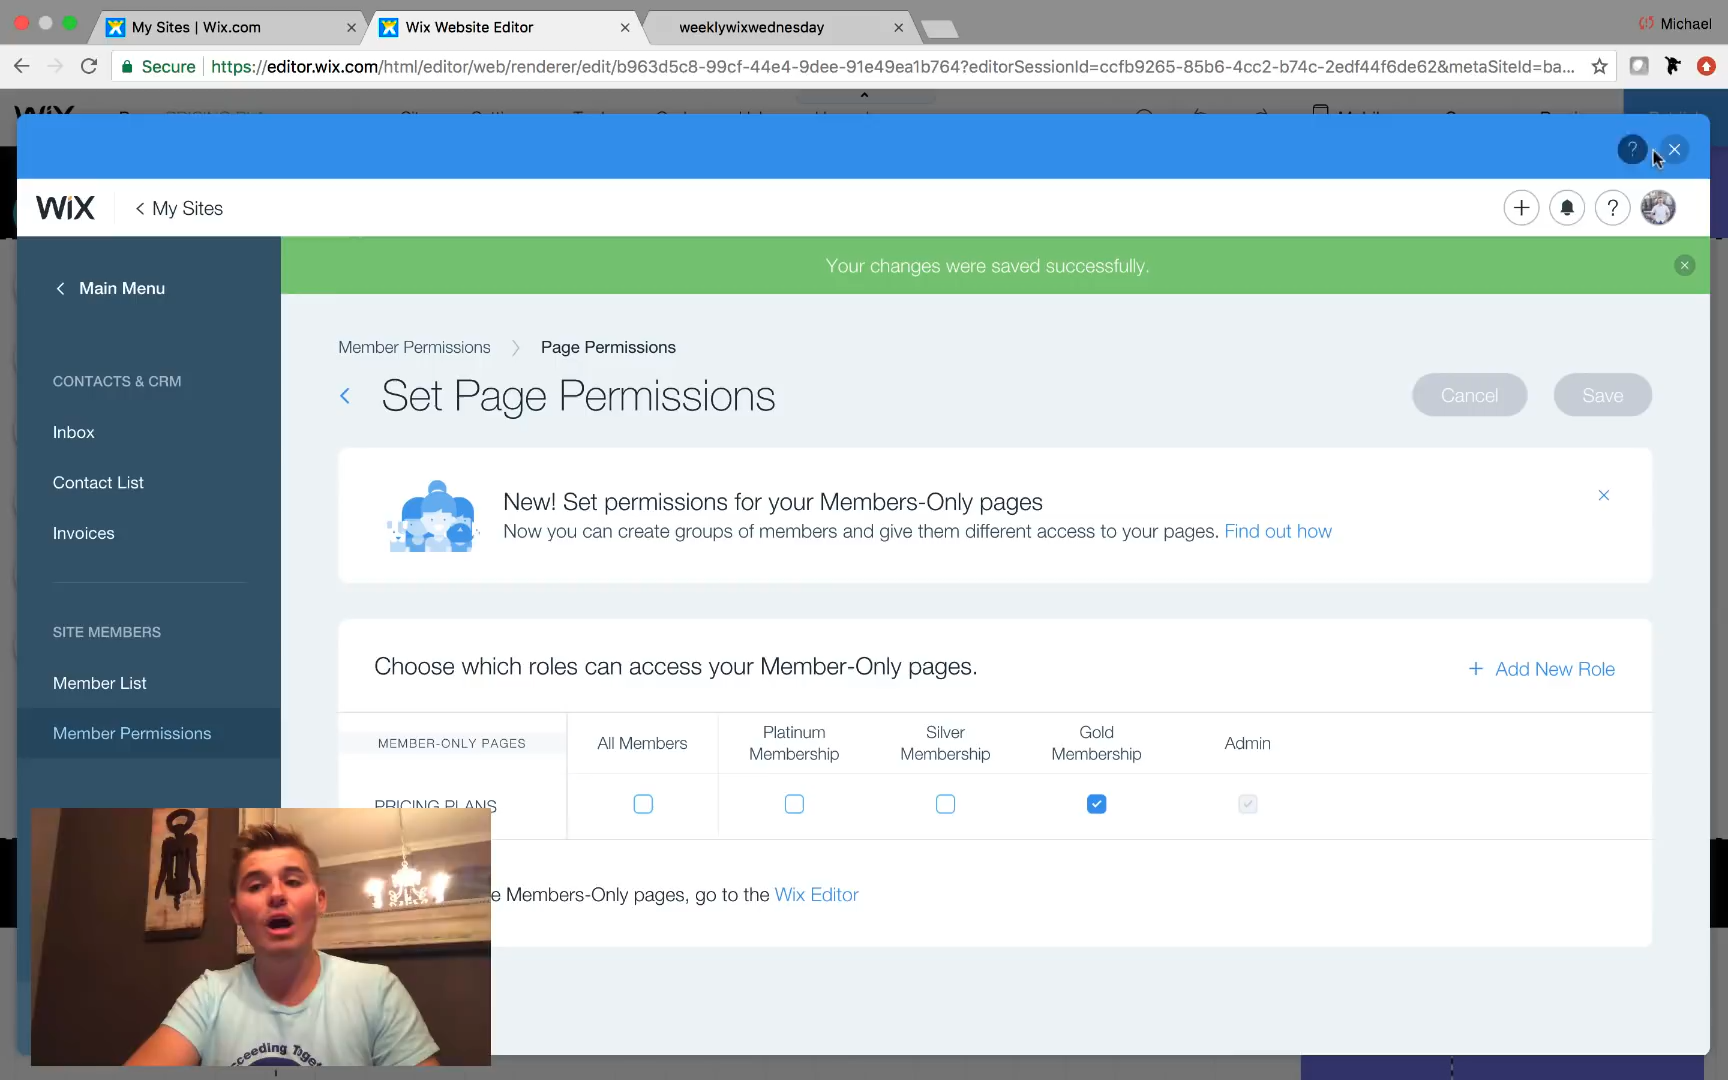 My Sites | Wix.com
Wix Website Editor
weeklywixwednesday
Michael
Secure
https://editor.wix.com/html/editor/web/renderer/edit/b963d5c8-99cf-44e4-9dee-91e49ea1b764?editorSessionId=ccfb9265-85b6-4cc2-b74c-2edf44f6de62&metaSiteId=ba...
?
WiX
< My Sites
?
Your changes were saved successfully.
Main Menu
Member Permissions
Page Permissions
Set Page Permissions
Cancel
Save
CONTACTS & CRM
Inbox
Contact List
Invoices
New! Set permissions for your Members-Only pages
Now you can create groups of members and give them different access to your pages. Find out how
SITE MEMBERS
Member List
Member Permissions
Choose which roles can access your Member-Only pages.
+ Add New Role
MEMBER-ONLY PAGES
All Members
Platinum Membership
Silver Membership
Gold Membership
Admin
PRICING PLANS
e Members-Only pages, go to the Wix Editor